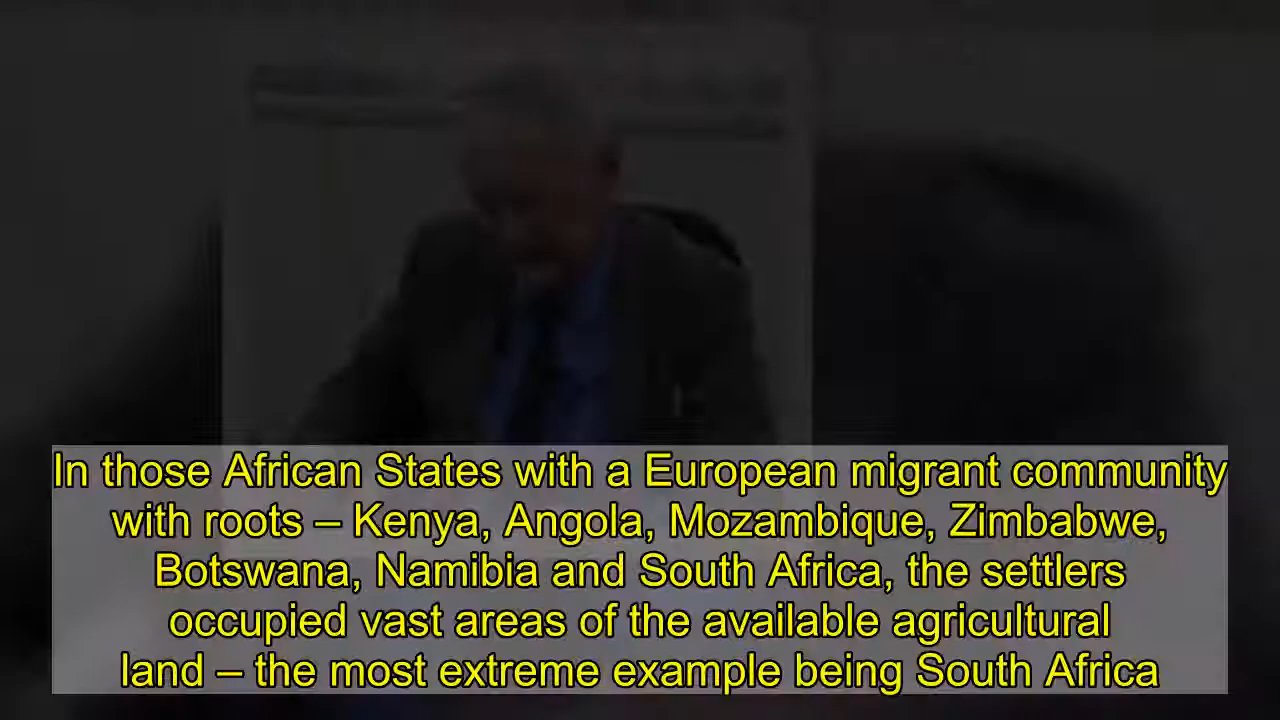 In those African States with a European migrant community
with roots – Kenya, Angola, Mozambique, Zimbabwe,
Botswana, Namibia and South Africa, the settlers
occupied vast areas of the available agricultural
land – the most extreme example being South Africa